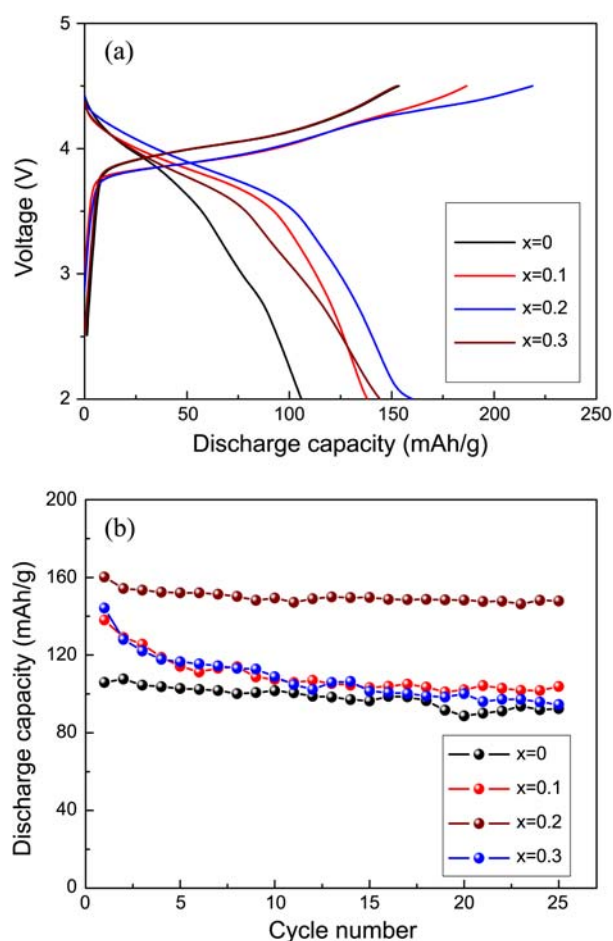 (a)
5
4
3
2
Voltage (V)
x=0
x=0.1
x=0.2
x=0.3
0 50 100 150 200 250
Discharge capacity (mAh/g)
(b)
200
160
120
80
40
0
Discharge capacity (mAh/g)
x=0
x=0.1
x=0.2
x=0.3
0 5 10 15 20 25
Cycle number